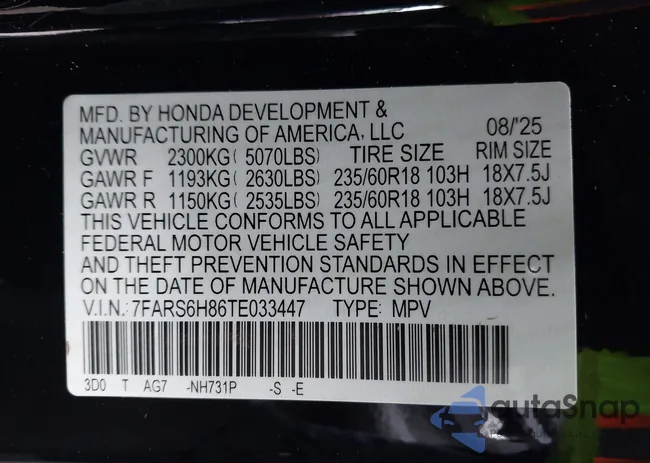 MFD. BY HONDA DEVELOPMENT &
MANUFACTURING OF AMERICA, LLC 08/'25
GVWR 2300KG( 5070LBS) TIRE SIZE RIM SIZE
GAWR F 1193KG( 2630LBS) 235/60R18 103H 18X7.5J
GAWR R 1150KG( 2535LBS) 235/60R18 103H 18X7.5J
THIS VEHICLE CONFORMS TO ALL APPLICABLE
FEDERAL MOTOR VEHICLE SAFETY
AND THEFT PREVENTION STANDARDS IN EFFECT
ON THE DATE OF MANUFACTURE SHOWN ABOVE.
V.I.N.: 7FARS6H86TE033447 TYPE: MPV
3D0 T AG7 -NH731P -S -E
autoSnap